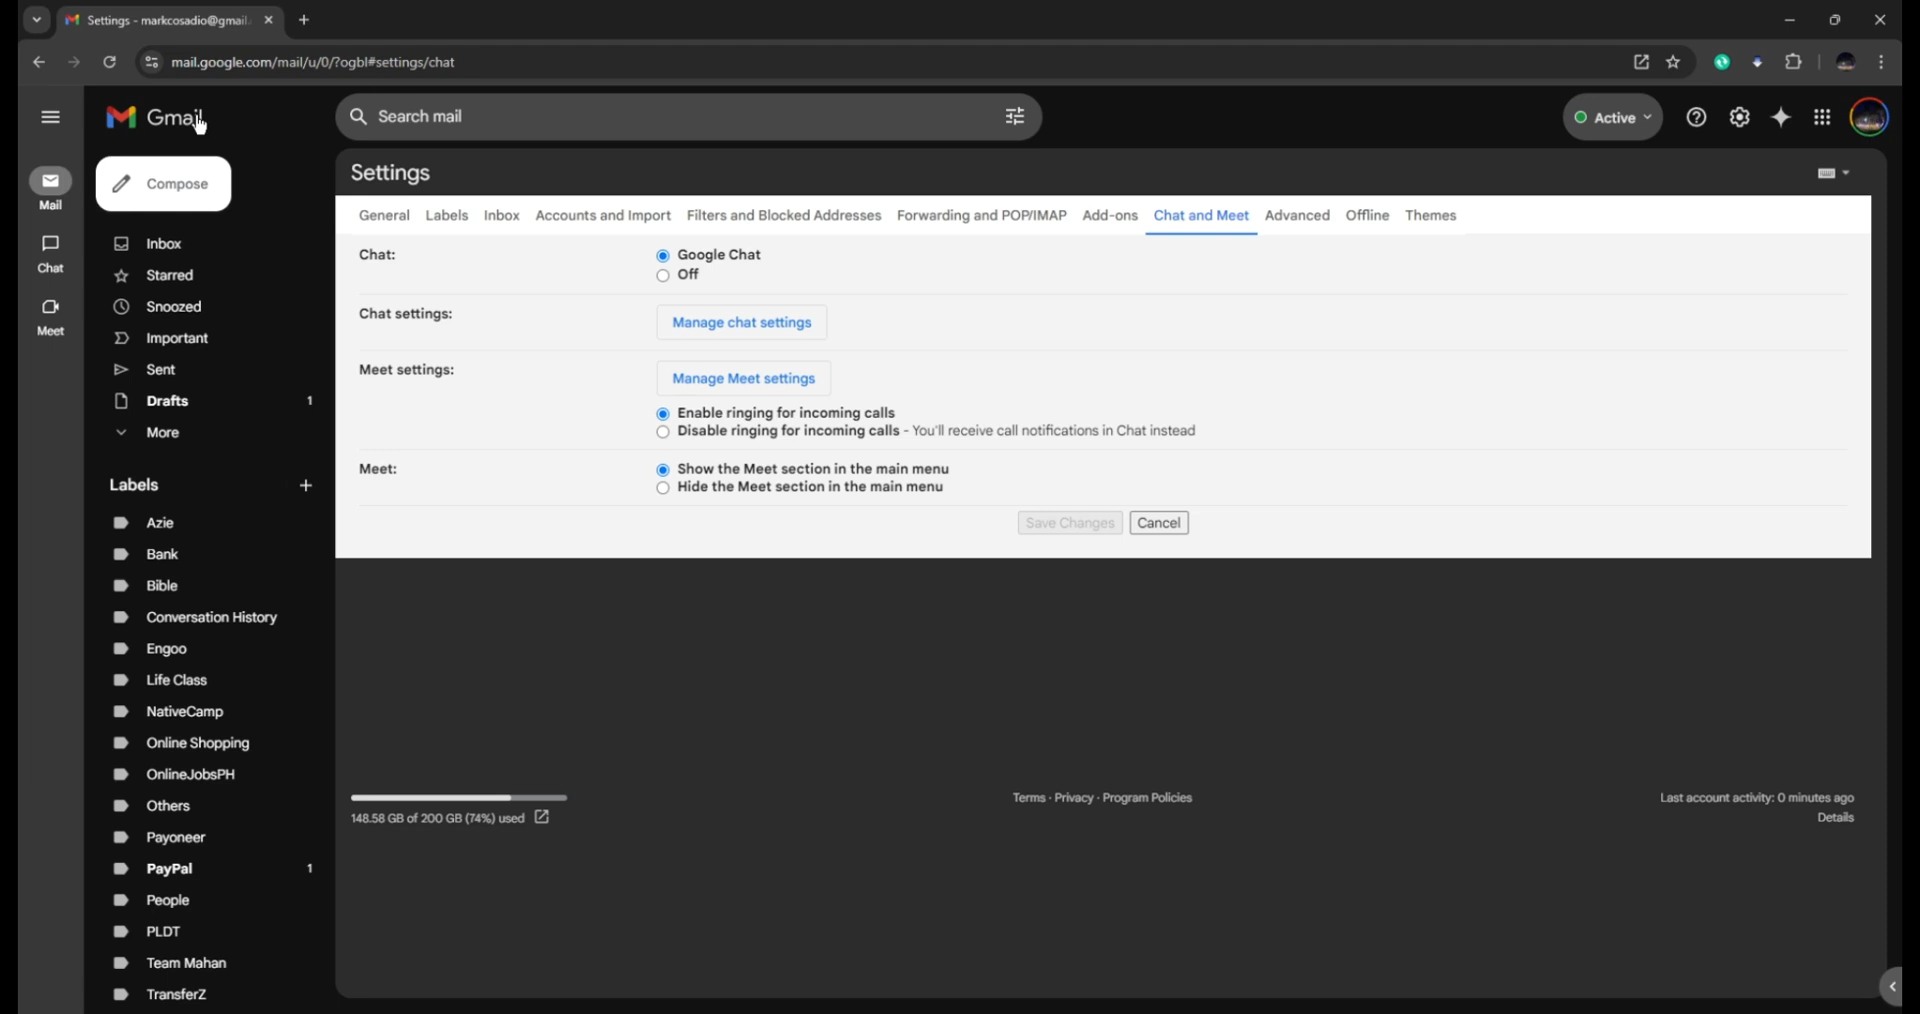 Settings - markcosadio@gmail.
mail.google.com/mail/u/0/?ogbl#settings/chat
Gmail
Search mail
Active
Compose
Mail
Chat
Meet
Inbox
Starred
Snoozed
Important
Sent
Drafts 1
More
Labels
Azie
Bank
Bible
Conversation History
Engoo
Life Class
NativeCamp
Online Shopping
OnlineJobsPH
Others
Payoneer
PayPal 1
People
PLDT
Team Mahan
TransferZ
Settings
General Labels Inbox Accounts and Import Filters and Blocked Addresses Forwarding and POP/IMAP Add-ons Chat and Meet Advanced Offline Themes
Chat: Google Chat
Off
Chat settings: Manage chat settings
Meet settings: Manage Meet settings
Enable ringing for incoming calls
Disable ringing for incoming calls - You'll receive call notifications in Chat instead
Meet: Show the Meet section in the main menu
Hide the Meet section in the main menu
Save Changes Cancel
148.58 GB of 200 GB (74%) used
Terms · Privacy · Program Policies
Last account activity: 0 minutes ago
Details